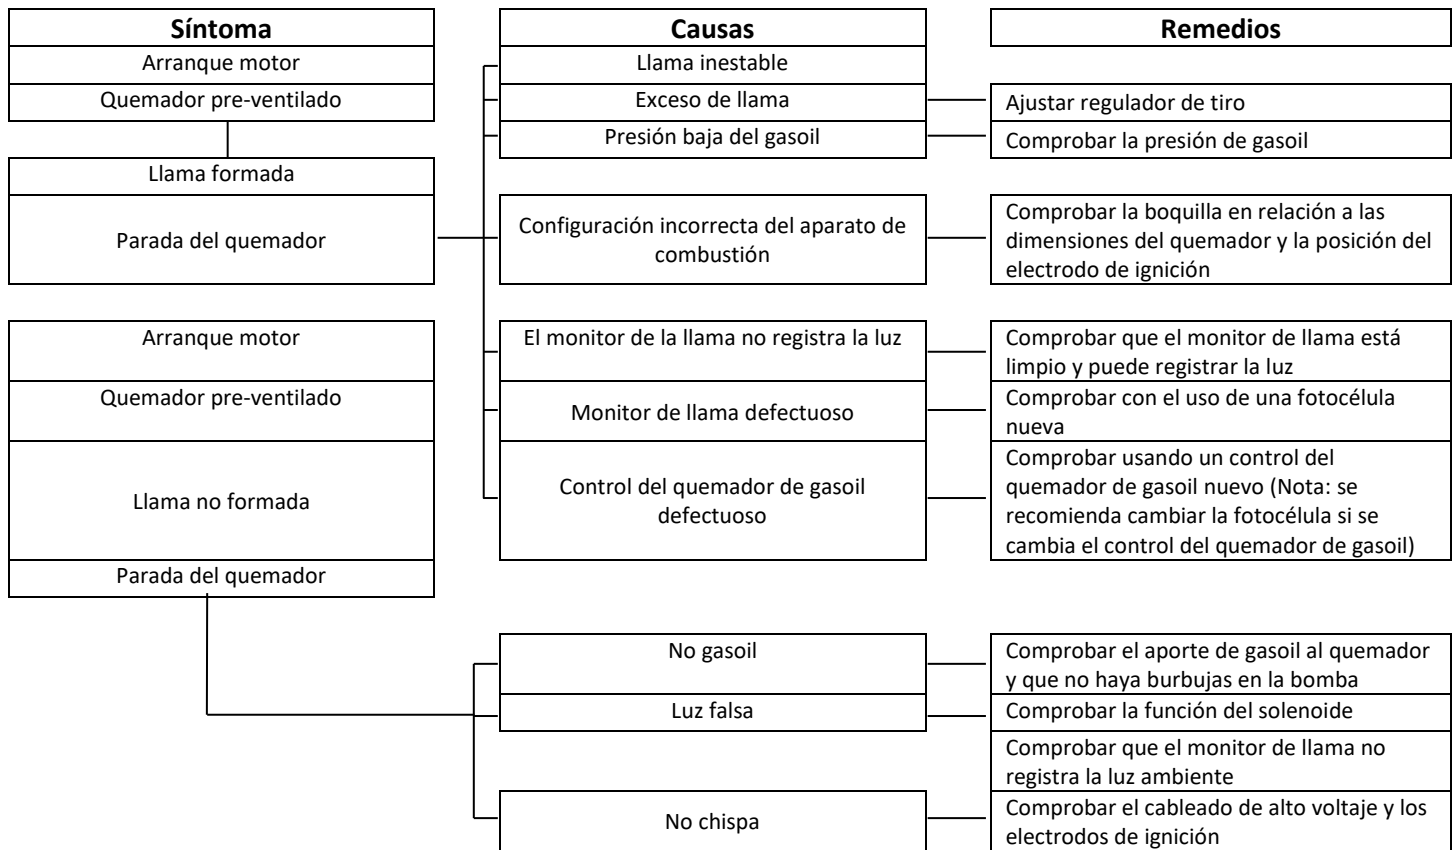 Síntoma
Arranque motor
Quemador pre-ventilado
Llama formada
Parada del quemador
Arranque motor
Quemador pre-ventilado
Llama no formada
Parada del quemador
Causas
Llama inestable
Exceso de llama
Presión baja del gasoil
Configuración incorrecta del aparato de
combustión
El monitor de la llama no registra la luz
Monitor de llama defectuoso
Control del quemador de gasoil
defectuoso
No gasoil
Luz falsa
No chispa
Remedios
Ajustar regulador de tiro
Comprobar la presión de gasoil
Comprobar la boquilla en relación a las
dimensiones del quemador y la posición del
electrodo de ignición
Comprobar que el monitor de llama está
limpio y puede registrar la luz
Comprobar con el uso de una fotocélula
nueva
Comprobar usando un control del
quemador de gasoil nuevo (Nota: se
recomienda cambiar la fotocélula si se
cambia el control del quemador de gasoil)
Comprobar el aporte de gasoil al quemador
y que no haya burbujas en la bomba
Comprobar la función del solenoide
Comprobar que el monitor de llama no
registra la luz ambiente
Comprobar el cableado de alto voltaje y los
electrodos de ignición